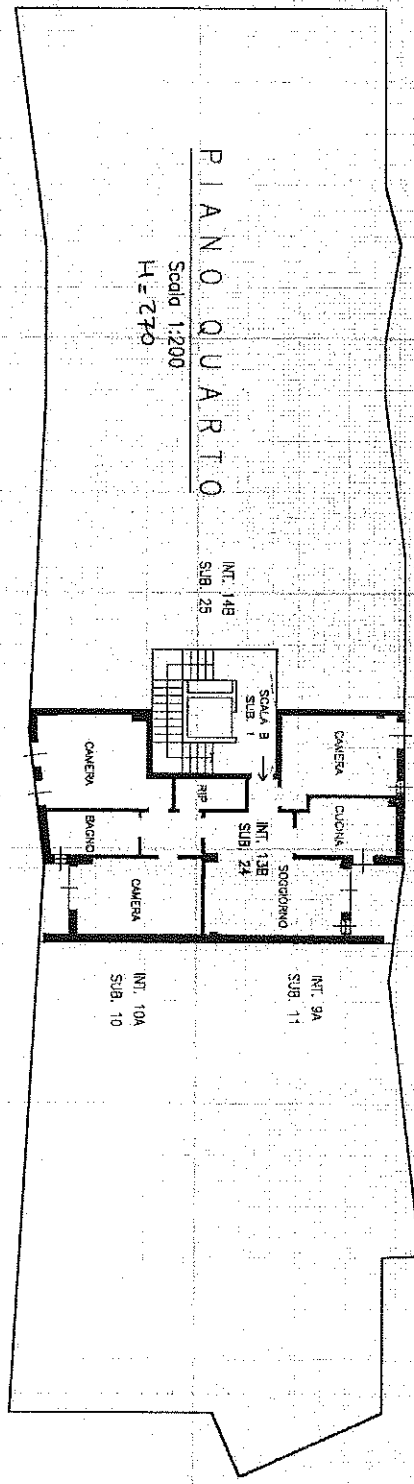 PIANO QUARTO
Scala 1:200
H = 270
INT. 14B
SUB. 25
SCALA B
SUB. 1
CAMERA
CUCINA
RIP
INT. 13B
SUB. 24
SOGGIORNO
CAMERA
BAGNO
CAMERA
INT. 9A
SUB. 11
INT. 10A
SUB. 10